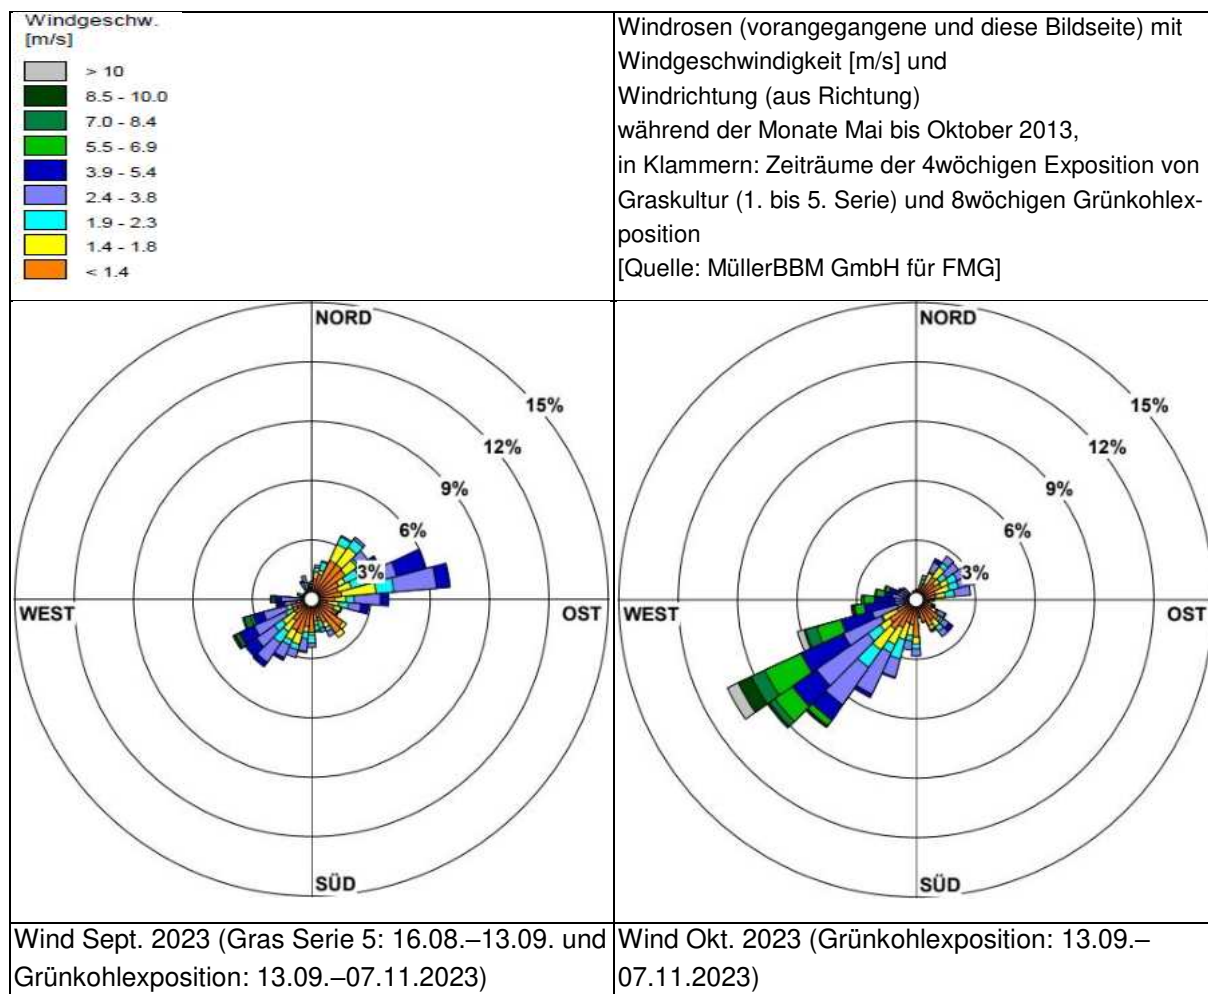 Windgeschw.
[m/s]
> 10
8.5 - 10.0
7.0 - 8.4
5.5 - 6.9
3.9 - 5.4
2.4 - 3.8
1.9 - 2.3
1.4 - 1.8
< 1.4
Windrosen (vorangegangene und diese Bildseite) mit
Windgeschwindigkeit [m/s] und
Windrichtung (aus Richtung)
während der Monate Mai bis Oktober 2013,
in Klammern: Zeiträume der 4wöchigen Exposition von
Graskultur (1. bis 5. Serie) und 8wöchigen Grünkohlex-
position
[Quelle: MüllerBBM GmbH für FMG]
NORD
15%
12%
9%
6%
3%
WEST
OST
SÜD
NORD
15%
12%
9%
6%
3%
WEST
OST
SÜD
Wind Sept. 2023 (Gras Serie 5: 16.08.–13.09. und
Grünkohlexposition: 13.09.–07.11.2023)
Wind Okt. 2023 (Grünkohlexposition: 13.09.–
07.11.2023)